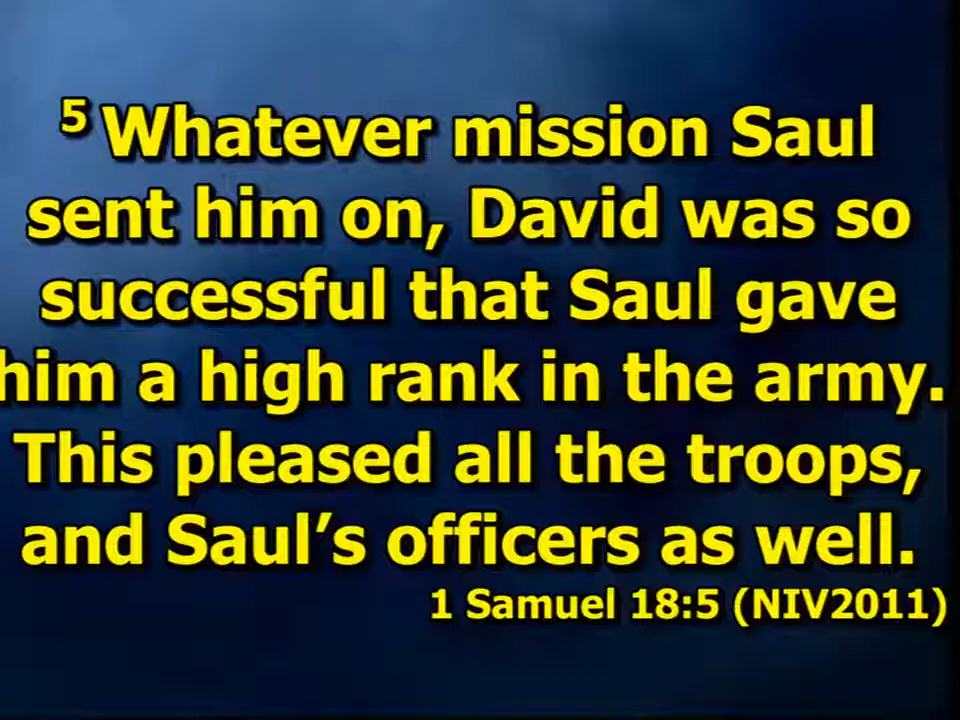 5 Whatever mission Saul
sent him on, David was so
successful that Saul gave
him a high rank in the army.
This pleased all the troops,
and Saul’s officers as well.
1 Samuel 18:5 (NIV2011)